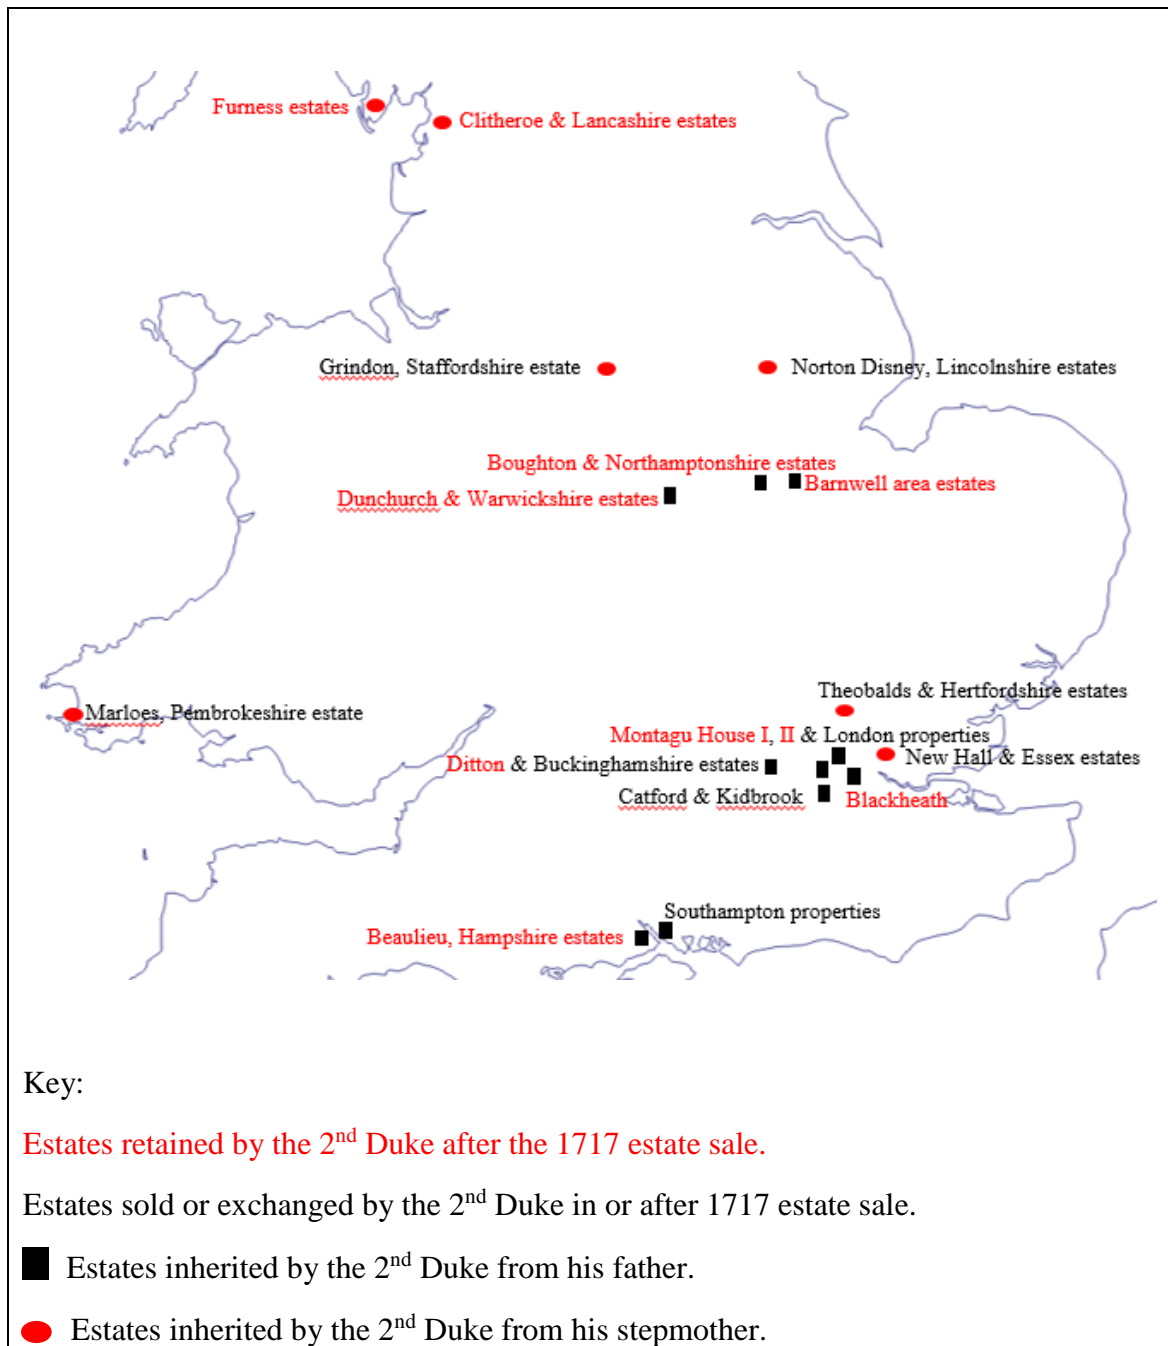 Furness estates
Clitheroe & Lancashire estates
Grindon, Staffordshire estate
Norton Disney, Lincolnshire estates
Boughton & Northamptonshire estates
Barnwell area estates
Dunchurch & Warwickshire estates
Theobalds & Hertfordshire estates
Marloes, Pembrokeshire estate
Montagu House I, II & London properties
New Hall & Essex estates
Ditton & Buckinghamshire estates
Catford & Kidbrook
Blackheath
Southampton properties
Beaulieu, Hampshire estates
Key:
Estates retained by the 2nd Duke after the 1717 estate sale.
Estates sold or exchanged by the 2nd Duke in or after 1717 estate sale.
Estates inherited by the 2nd Duke from his father.
Estates inherited by the 2nd Duke from his stepmother.